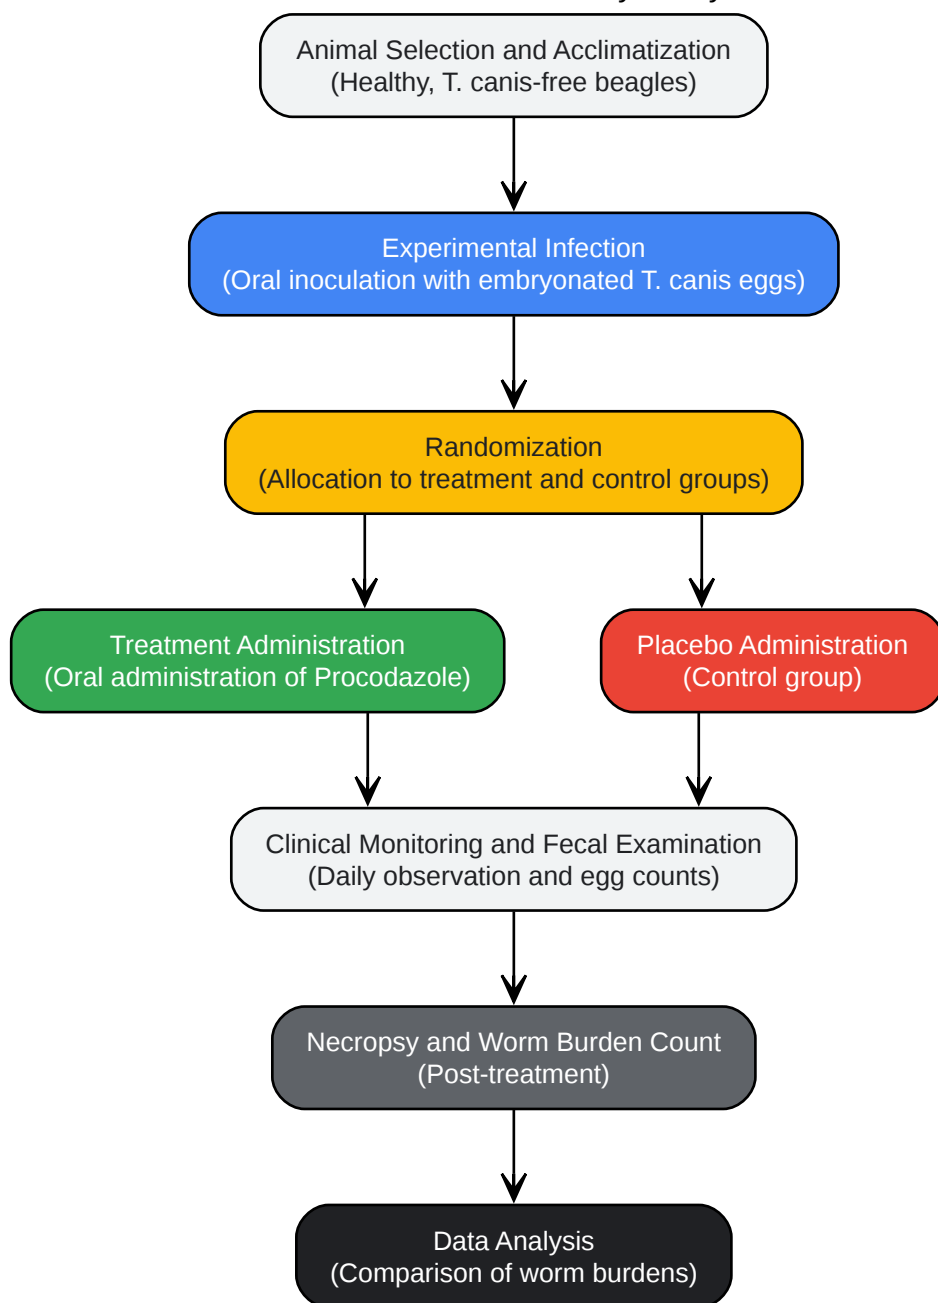 Animal Selection and Acclimatization
(Healthy, T. canis-free beagles)
Experimental Infection
(Oral inoculation with embryonated T. canis eggs)
Randomization
(Allocation to treatment and control groups)
Treatment Administration
(Oral administration of Procodazole)
Placebo Administration
(Control group)
Clinical Monitoring and Fecal Examination
(Daily observation and egg counts)
Necropsy and Worm Burden Count
(Post-treatment)
Data Analysis
(Comparison of worm burdens)